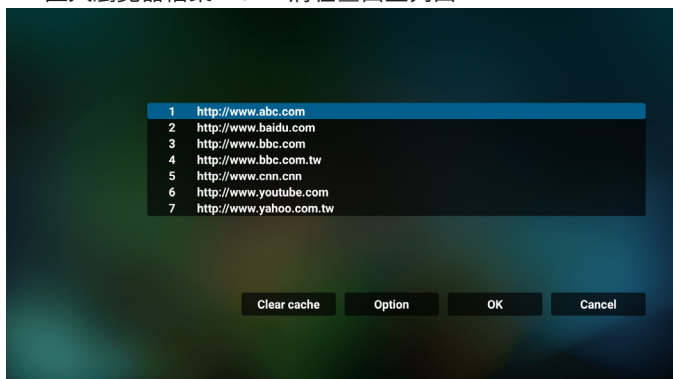 1 http://www.abc.com
2 http://www.baidu.com
3 http://www.bbc.com
4 http://www.bbc.com.tw
5 http://www.cnn.cnn
6 http://www.youtube.com
7 http://www.yahoo.com.tw
Clear cache Option OK Cancel